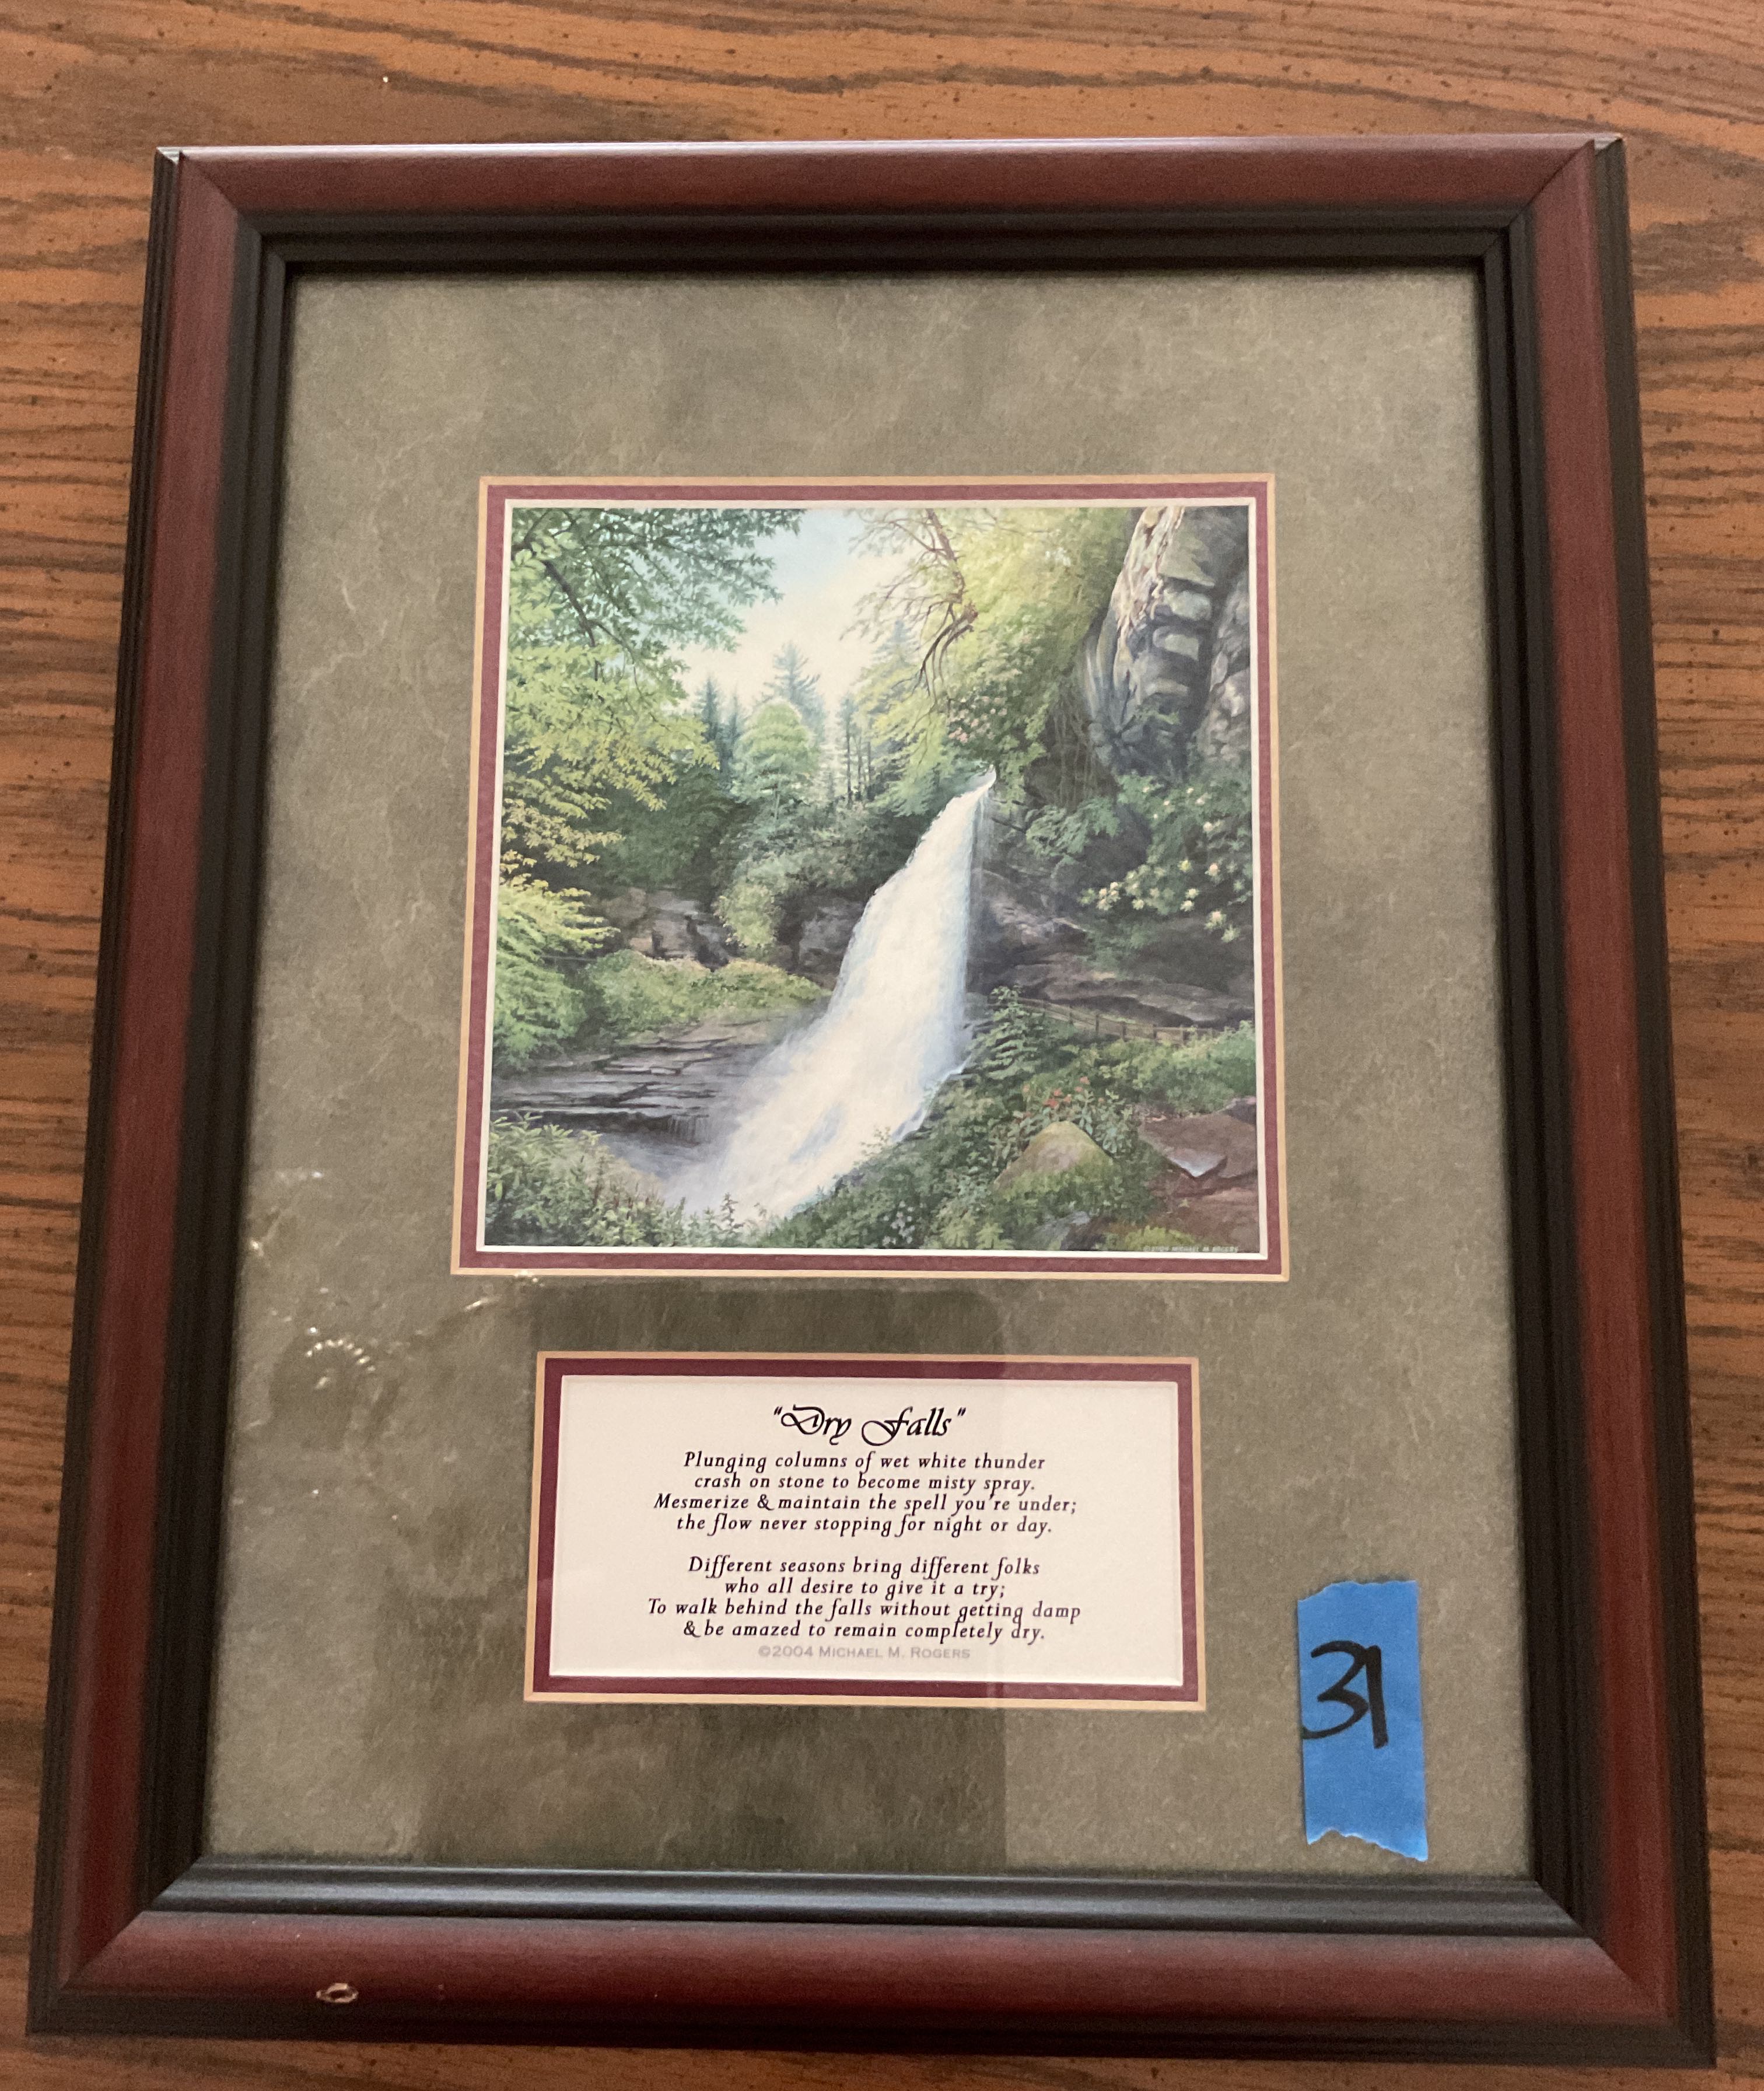 ©2004 MICHAEL M. ROGERS
"Dry Falls"
Plunging columns of wet white thunder
crash on stone to become misty spray.
Mesmerize & maintain the spell you're under;
the flow never stopping for night or day.
Different seasons bring different folks
who all desire to give it a try;
To walk behind the falls without getting damp
& be amazed to remain completely dry.
©2004 MICHAEL M. ROGERS
31